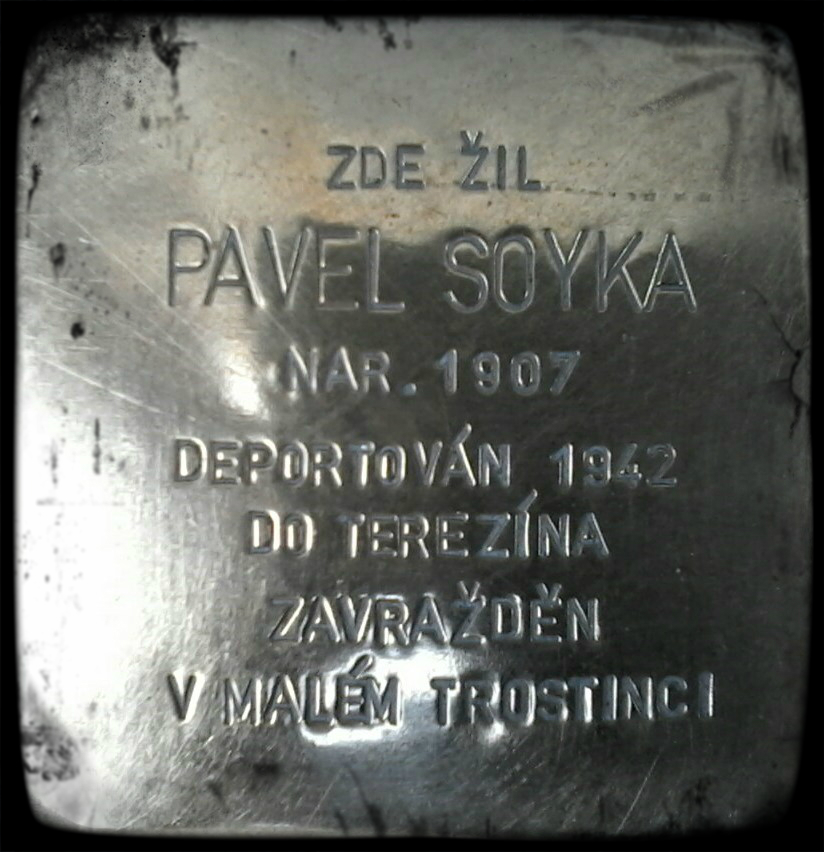 ZDE ŽIL
PAVEL SOYKA
NAR. 1907
DEPORTOVÁN 1942
DO TEREZÍNA
ZAVRAŽDĚN
V MALÉM TROSTINCI